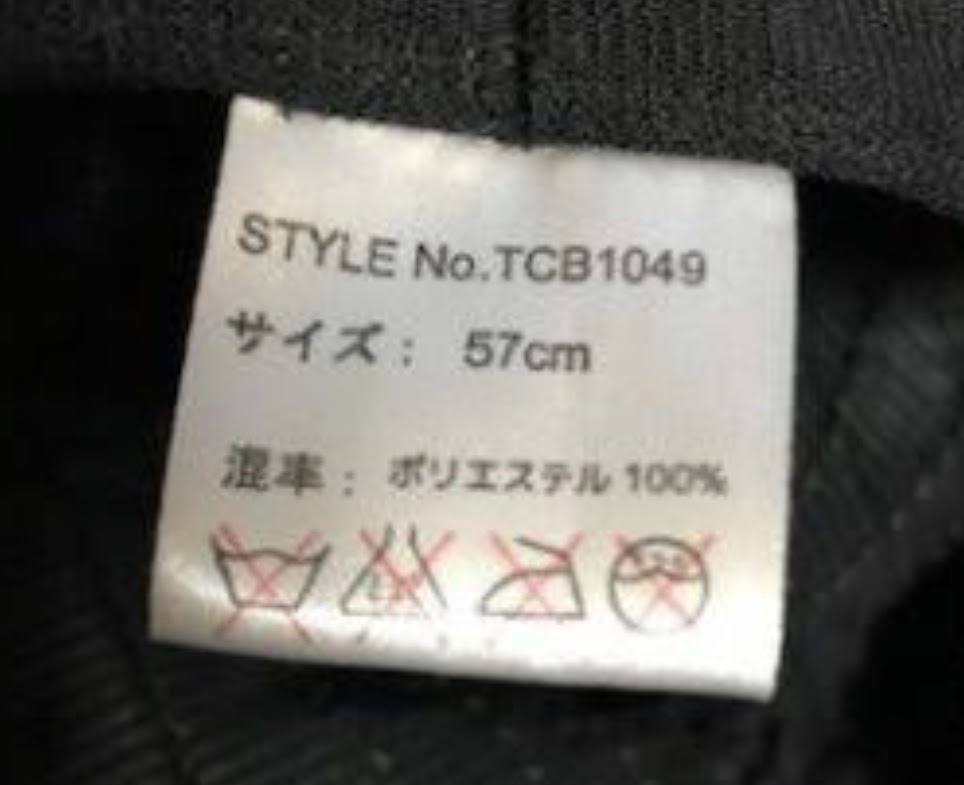 STYLE No.TCB1049
サイズ： 57cm
混率： ポリエステル 100%